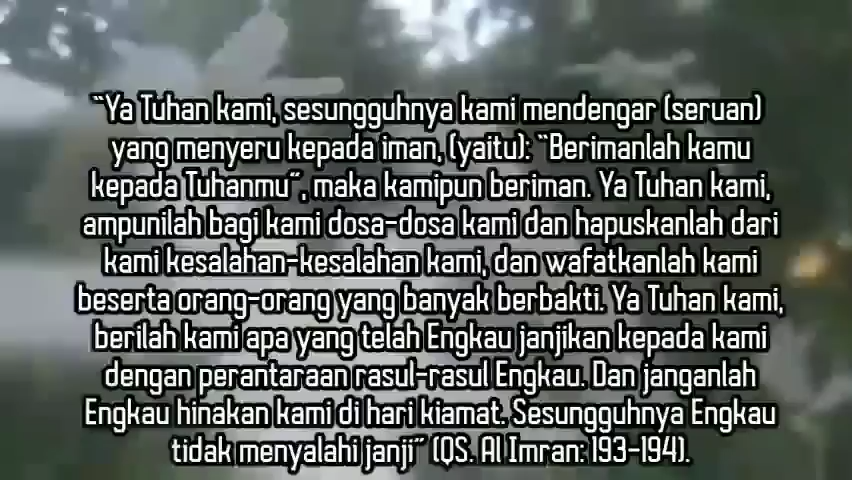 “Ya Tuhan kami, sesungguhnya kami mendengar (seruan)
yang menyeru kepada iman, (yaitu): “Berimanlah kamu
kepada Tuhanmu”, maka kamipun beriman. Ya Tuhan kami,
ampunilah bagi kami dosa-dosa kami dan hapuskanlah dari
kami kesalahan-kesalahan kami, dan wafatkanlah kami
beserta orang-orang yang banyak berbakti. Ya Tuhan kami,
berilah kami apa yang telah Engkau janjikan kepada kami
dengan perantaraan rasul-rasul Engkau. Dan janganlah
Engkau hinakan kami di hari kiamat. Sesungguhnya Engkau
tidak menyalahi janji” (QS. Al Imran: 193-194).